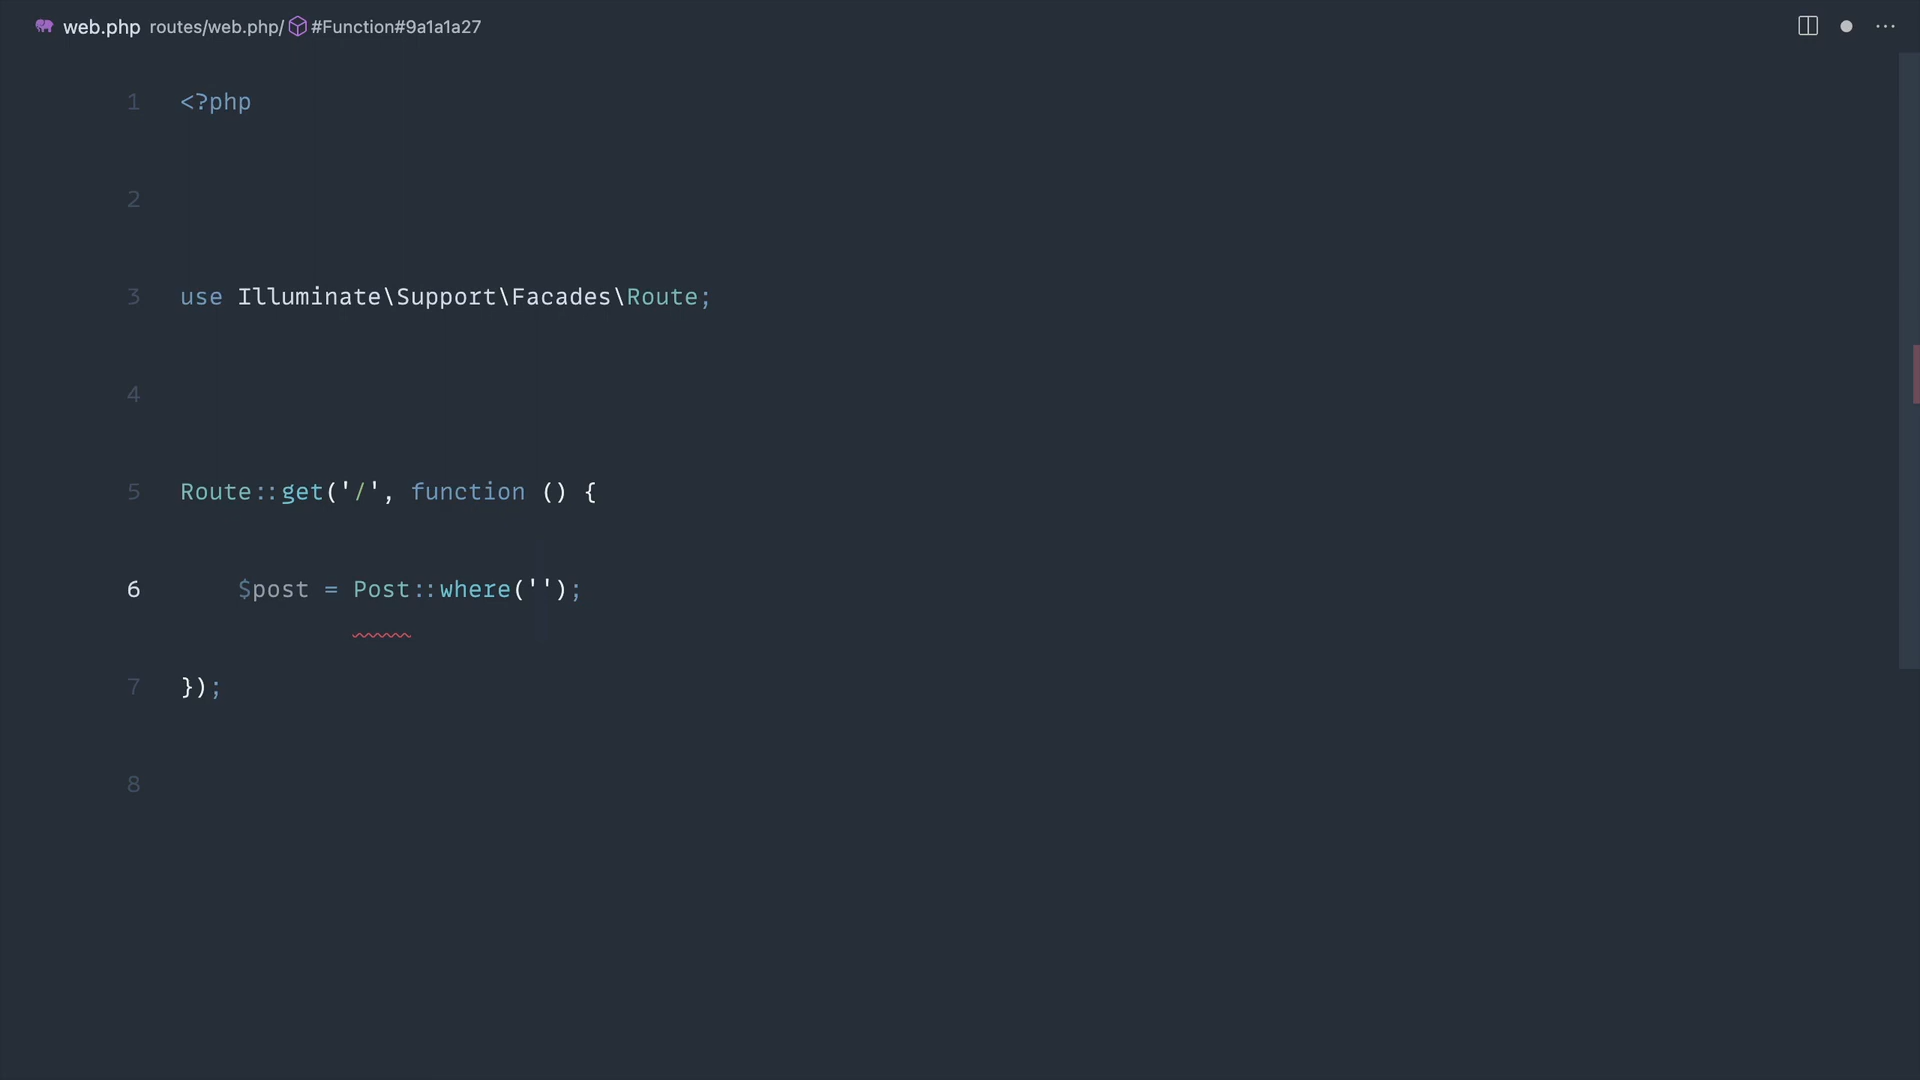 web.php routes/web.php/ #Function#9a1a1a27
1 <?php
2
3 use Illuminate\Support\Facades\Route;
4
5 Route::get('/', function () {
6 $post = Post::where('');
7 });
8